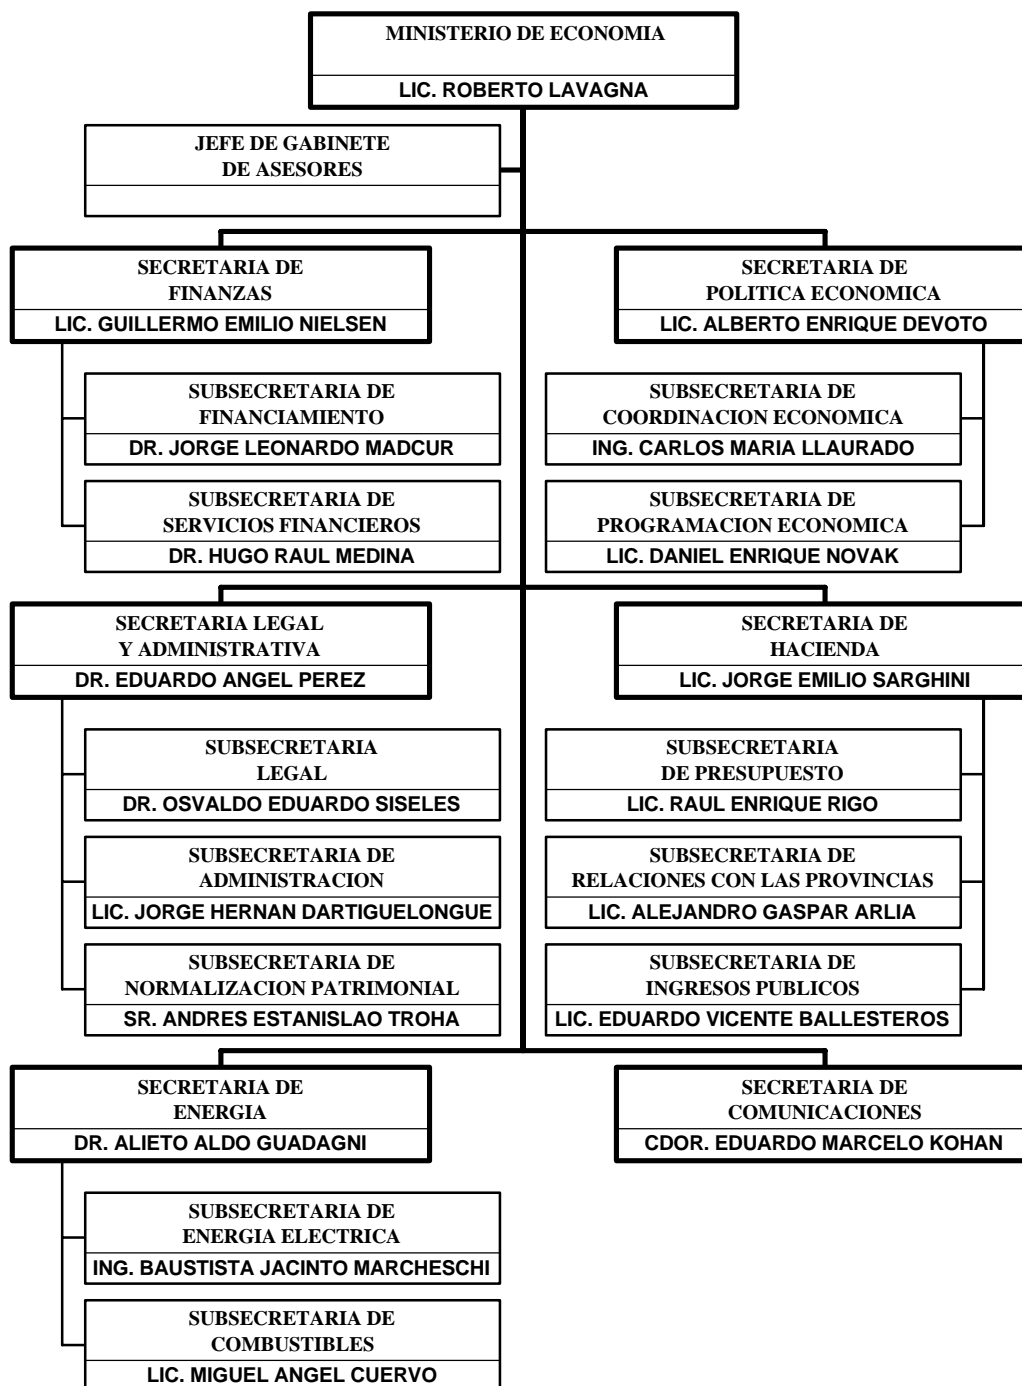 MINISTERIO DE ECONOMIA
LIC. ROBERTO LAVAGNA
JEFE DE GABINETE
DE ASESORES
SECRETARIA DE
FINANZAS
LIC. GUILLERMO EMILIO NIELSEN
SECRETARIA DE
POLITICA ECONOMICA
LIC. ALBERTO ENRIQUE DEVOTO
SUBSECRETARIA DE
FINANCIAMIENTO
DR. JORGE LEONARDO MADCUR
SUBSECRETARIA DE
COORDINACION ECONOMICA
ING. CARLOS MARIA LLAURADO
SUBSECRETARIA DE
SERVICIOS FINANCIEROS
DR. HUGO RAUL MEDINA
SUBSECRETARIA DE
PROGRAMACION ECONOMICA
LIC. DANIEL ENRIQUE NOVAK
SECRETARIA LEGAL
Y ADMINISTRATIVA
DR. EDUARDO ANGEL PEREZ
SECRETARIA DE
HACIENDA
LIC. JORGE EMILIO SARGHINI
SUBSECRETARIA
LEGAL
DR. OSVALDO EDUARDO SISELES
SUBSECRETARIA
DE PRESUPUESTO
LIC. RAUL ENRIQUE RIGO
SUBSECRETARIA DE
ADMINISTRACION
LIC. JORGE HERNAN DARTIGUELONGUE
SUBSECRETARIA DE
RELACIONES CON LAS PROVINCIAS
LIC. ALEJANDRO GASPAR ARLIA
SUBSECRETARIA DE
NORMALIZACION PATRIMONIAL
SR. ANDRES ESTANISLAO TROHA
SUBSECRETARIA DE
INGRESOS PUBLICOS
LIC. EDUARDO VICENTE BALLESTEROS
SECRETARIA DE
ENERGIA
DR. ALIETO ALDO GUADAGNI
SECRETARIA DE
COMUNICACIONES
CDOR. EDUARDO MARCELO KOHAN
SUBSECRETARIA DE
ENERGIA ELECTRICA
ING. BAUSTISTA JACINTO MARCHESCHI
SUBSECRETARIA DE
COMBUSTIBLES
LIC. MIGUEL ANGEL CUERVO